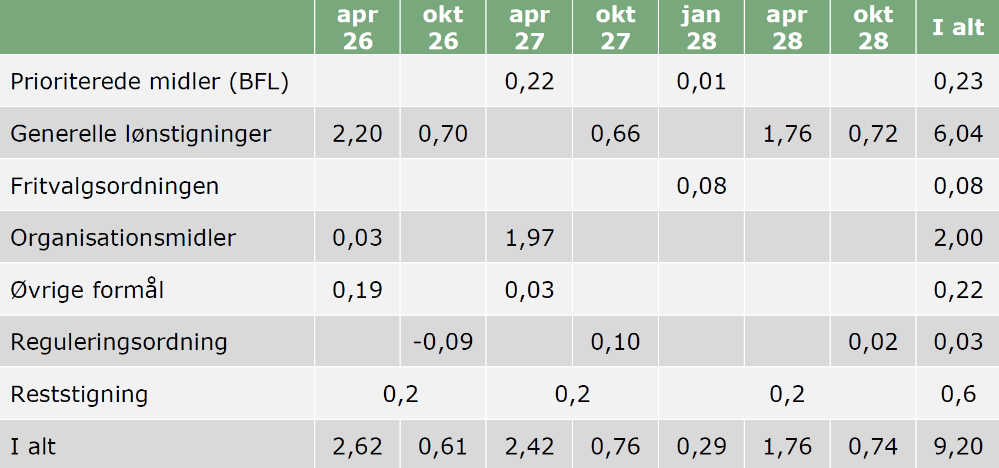 apr 26 okt 26 apr 27 okt 27 jan 28 apr 28 okt 28 I alt
Prioriterede midler (BFL) 0,22 0,01 0,23
Generelle lønstigninger 2,20 0,70 0,66 1,76 0,72 6,04
Fritvalgsordningen 0,08 0,08
Organisationsmidler 0,03 1,97 2,00
Øvrige formål 0,19 0,03 0,22
Reguleringsordning -0,09 0,10 0,02 0,03
Reststigning 0,2 0,2 0,2 0,6
I alt 2,62 0,61 2,42 0,76 0,29 1,76 0,74 9,20